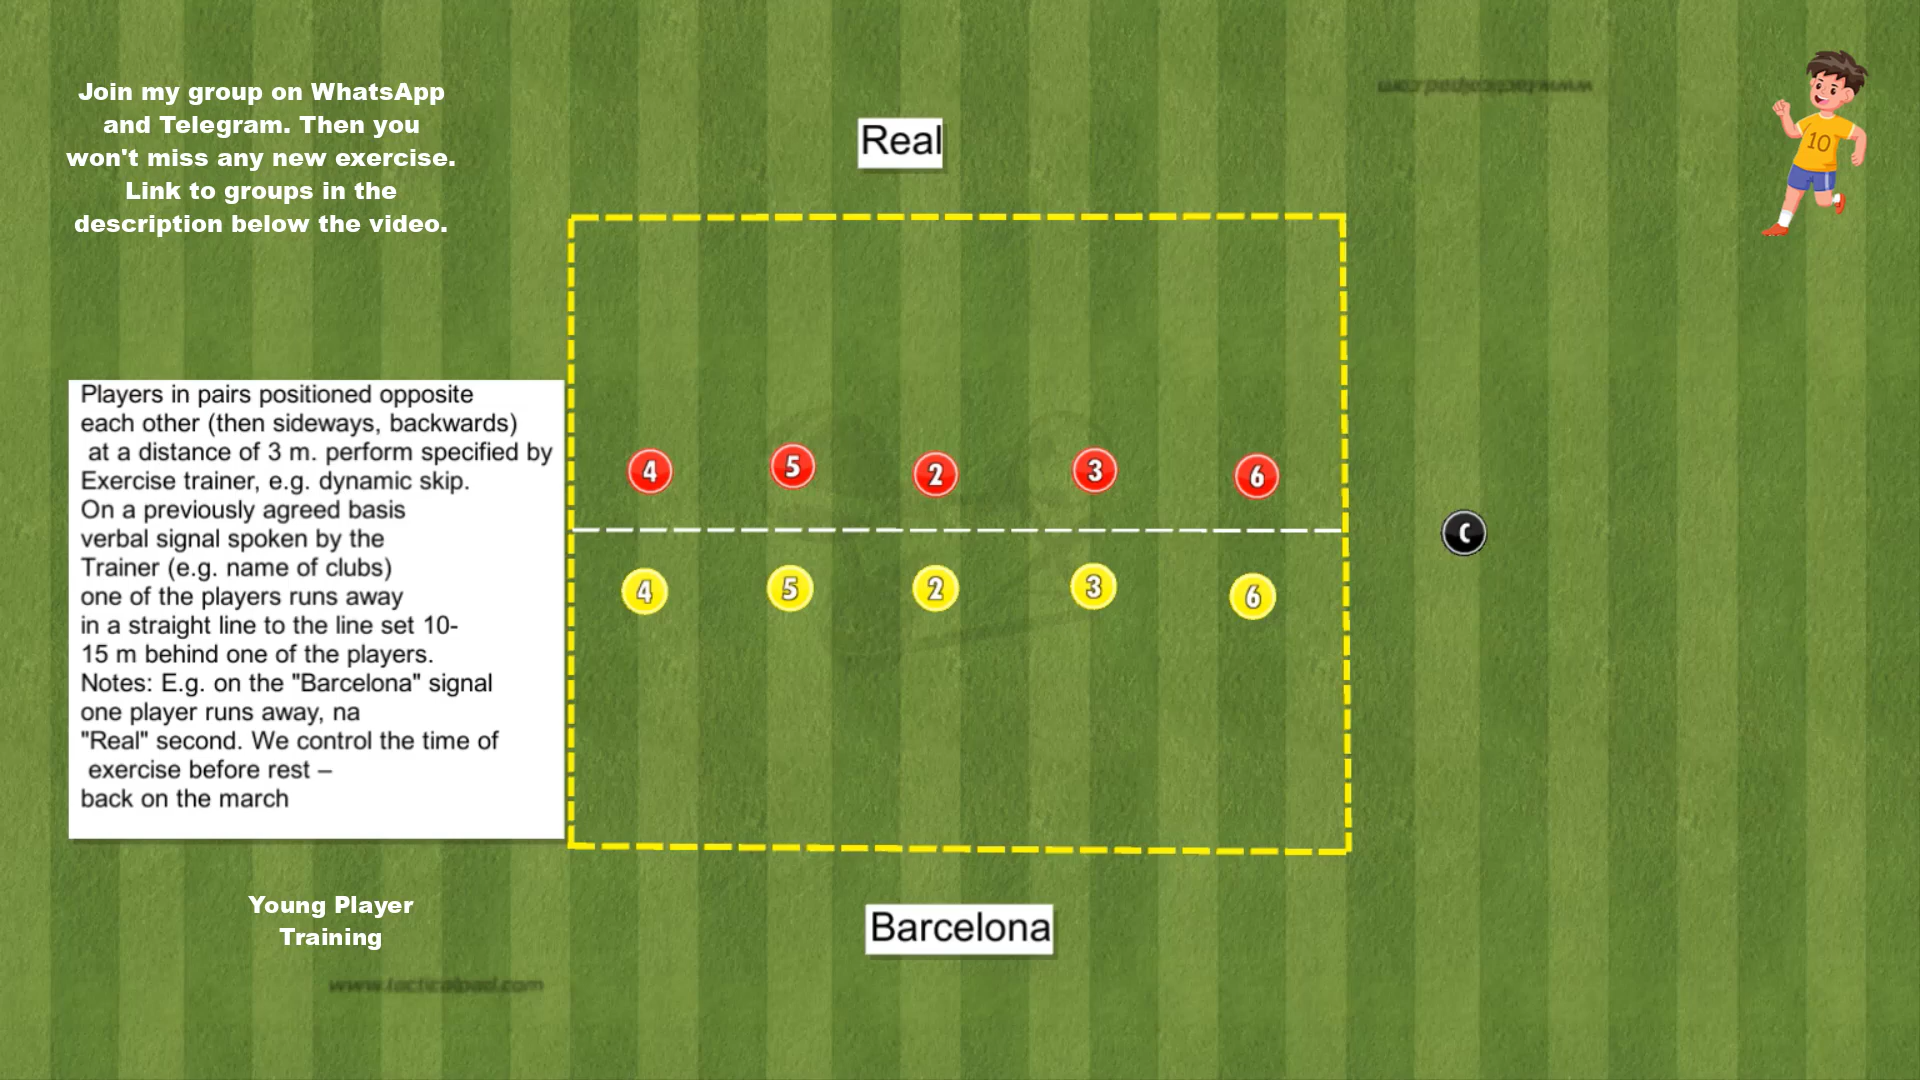 Join my group on WhatsApp
and Telegram. Then you
won't miss any new exercise.
Link to groups in the
description below the video.
www.tacticalpad.com
10
Real
Players in pairs positioned opposite
each other (then sideways, backwards)
at a distance of 3 m. perform specified by
Exercise trainer, e.g. dynamic skip.
On a previously agreed basis
verbal signal spoken by the
Trainer (e.g. name of clubs)
one of the players runs away
in a straight line to the line set 10-
15 m behind one of the players.
Notes: E.g. on the "Barcelona" signal
one player runs away, na
"Real" second. We control the time of
exercise before rest –
back on the march
4 5 2 3 6
C
4 5 2 3 6
Barcelona
Young Player
Training
www.tacticalpad.com